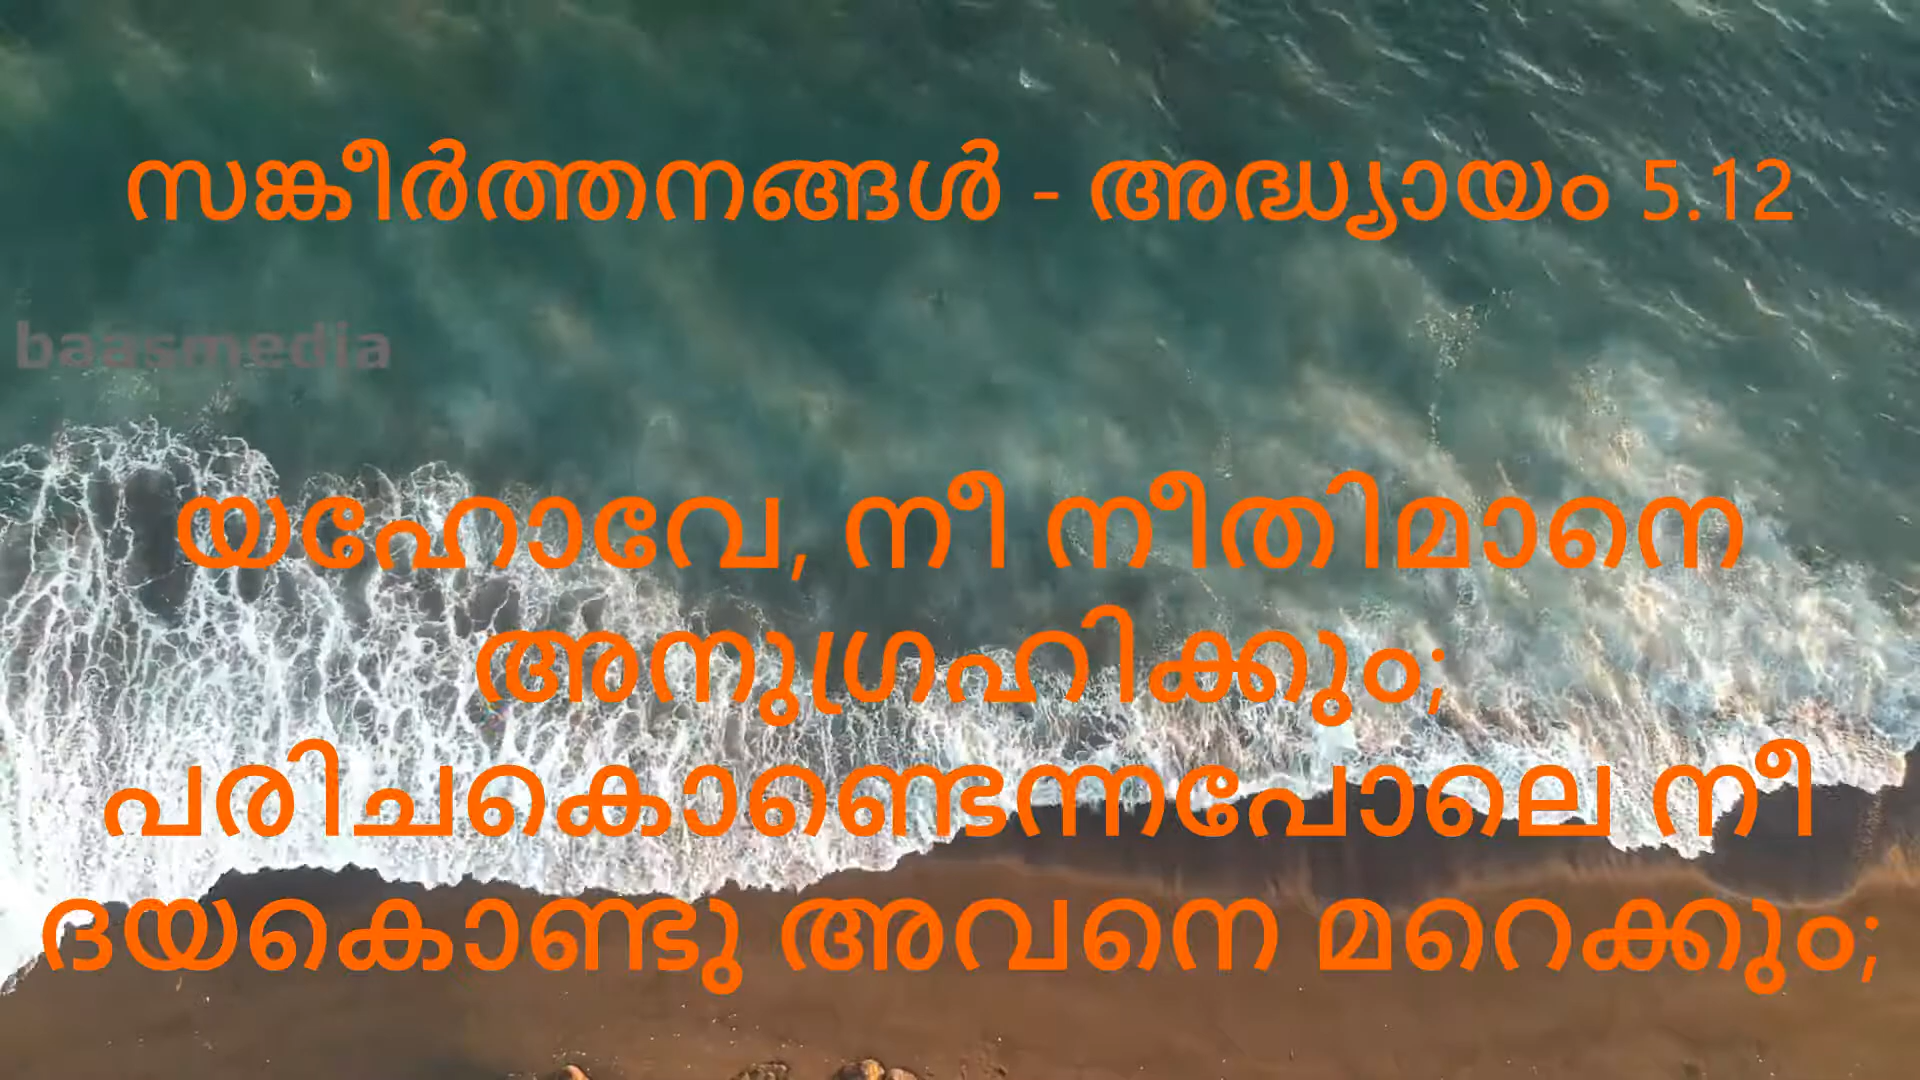 സങ്കീർത്തനങ്ങൾ - അദ്ധ്യായം 5.12
baasmedia
യഹോവേ, നീ നീതിമാനെ
അനുഗ്രഹിക്കും;
പരിചകൊണ്ടെന്നപോലെ നീ
ദയകൊണ്ടു അവനെ മറെക്കും;